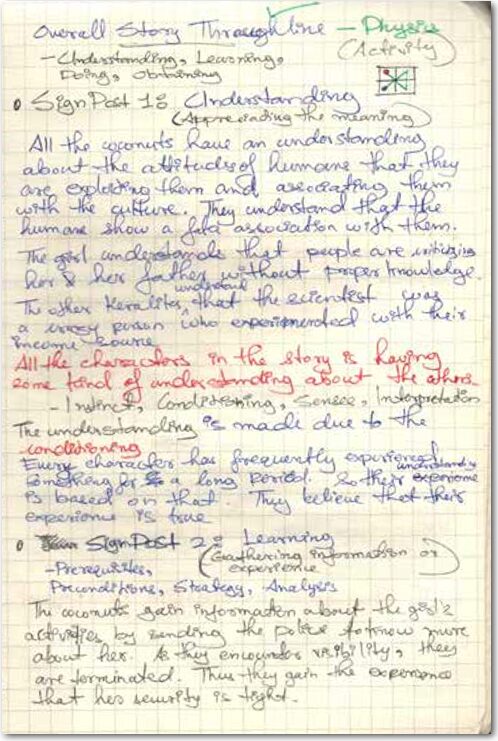 Overall Story Throughline - Physics
(Activity)
- Understanding, Learning,
Doing, Obtaining
SignPost 1: Understanding
(Appreciating the meaning)
All the coconuts have an understanding
about the attitudes of humans that they
are exploiting them and associating them
with the culture. They understand that the
humans show a fake association with them.
The girl understands that people are criticizing
her & her father without proper knowledge.
The other Keralites understand that the scientist was
a crazy person who experimented with their
income source
All the characters in the story is having
some kind of understanding about the others.
- Instinct, Conditioning, Senses, Interpretation
The understanding is made due to the
conditioning
Every character has frequently experienced
something for a long period. So their understanding
is based on that. They believe that their
experience is true
SignPost 2: Learning
(Gathering information or
experience)
- Prerequisites,
Preconditions, Strategy, Analysis
The coconuts gain information about the girl's
activities by sending the police to know more
about her. As they encounter visibility, they
are terminated. Thus they gain the experience
that her security is tight.